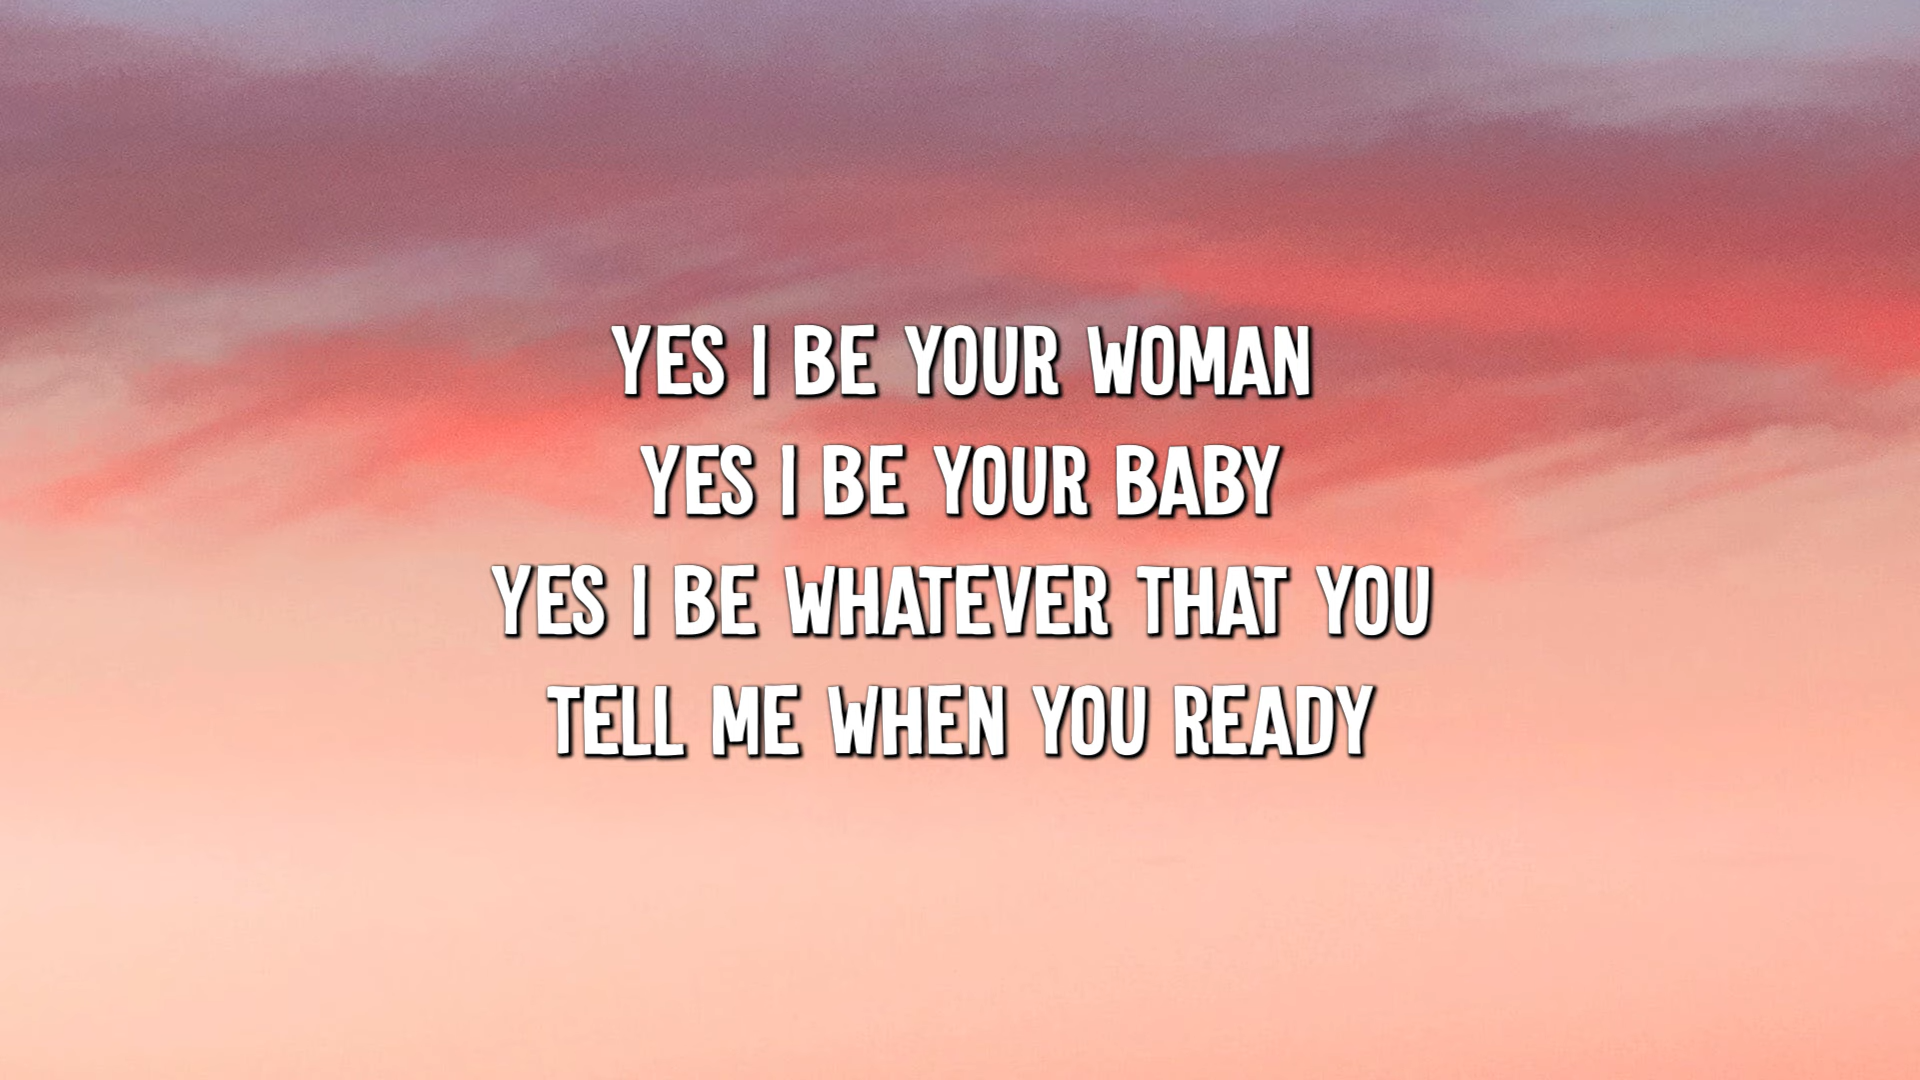 YES I BE YOUR WOMAN
YES I BE YOUR BABY
YES I BE WHATEVER THAT YOU
TELL ME WHEN YOU READY